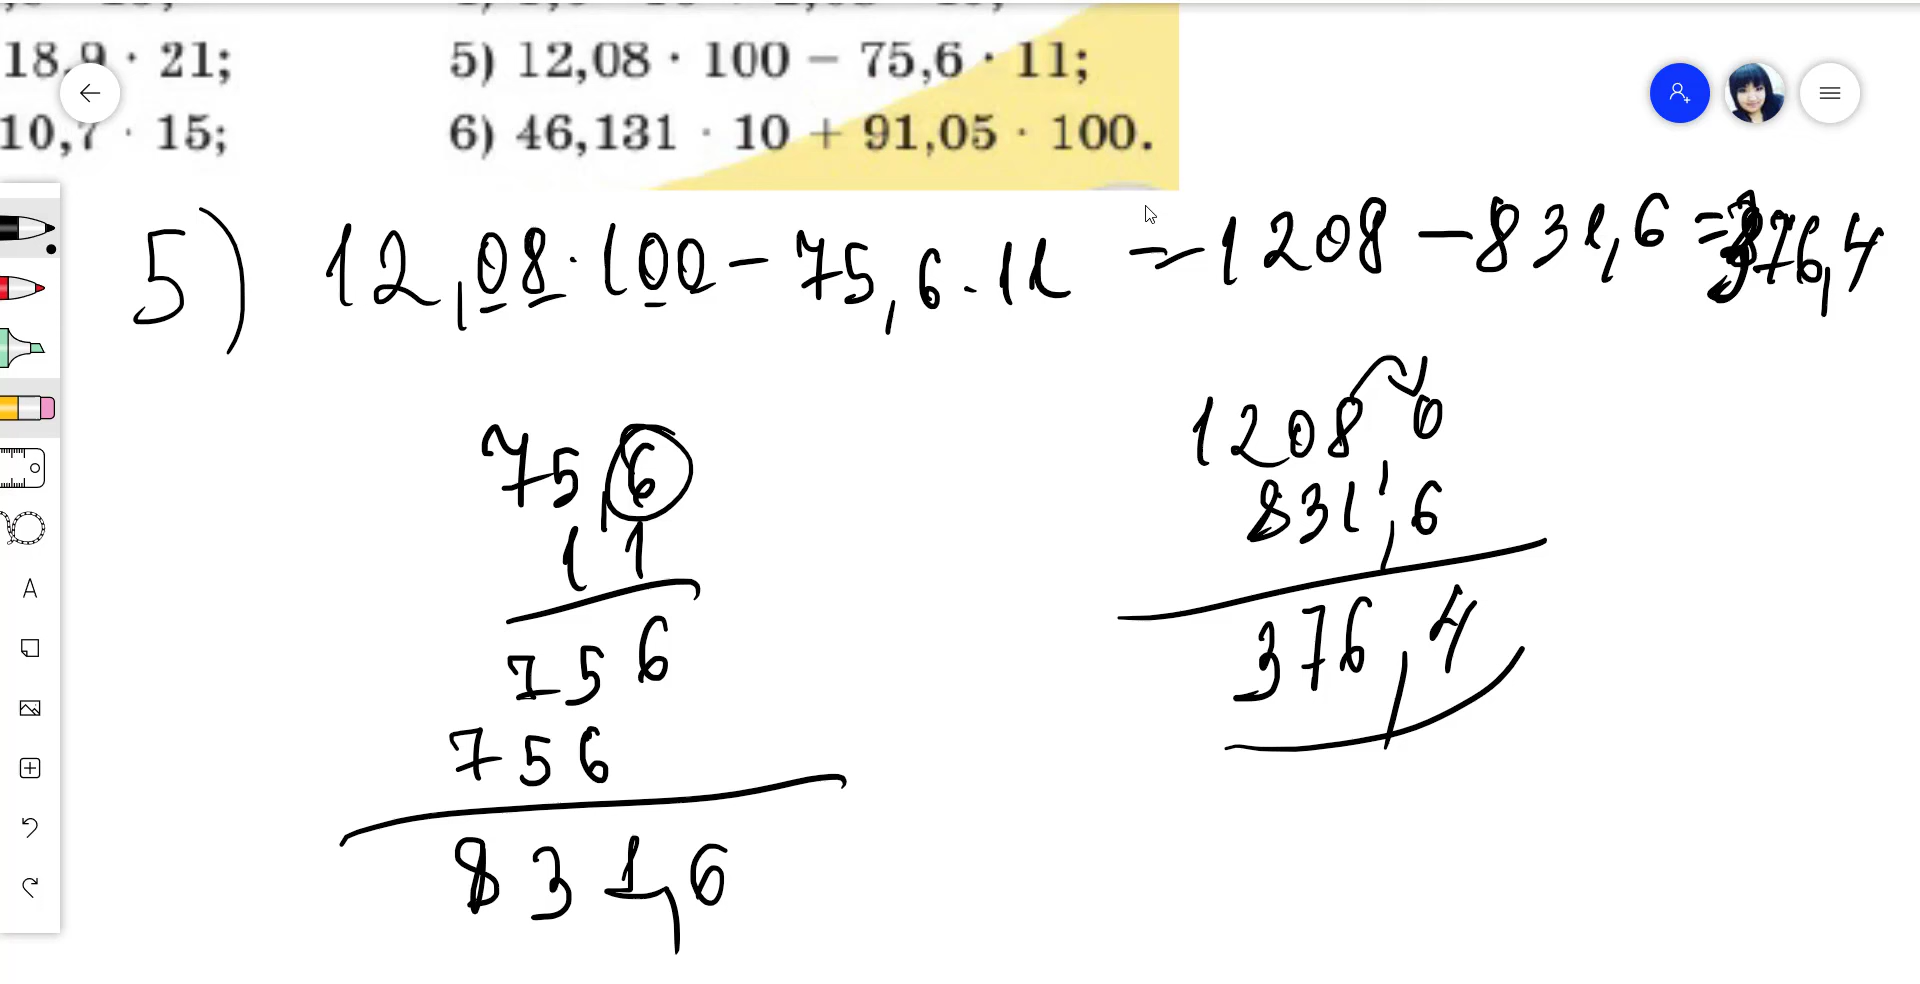 18,9 · 21;
5) 12,08 · 100 − 75,6 · 11;
10,7 · 15;
6) 46,131 · 10 + 91,05 · 100.
5) 12,08 · 100 − 75,6 · 11 = 1208 − 831,6 = 376,4
75,6
11
756
756
831,6
1208 0
831,6
376,4
A